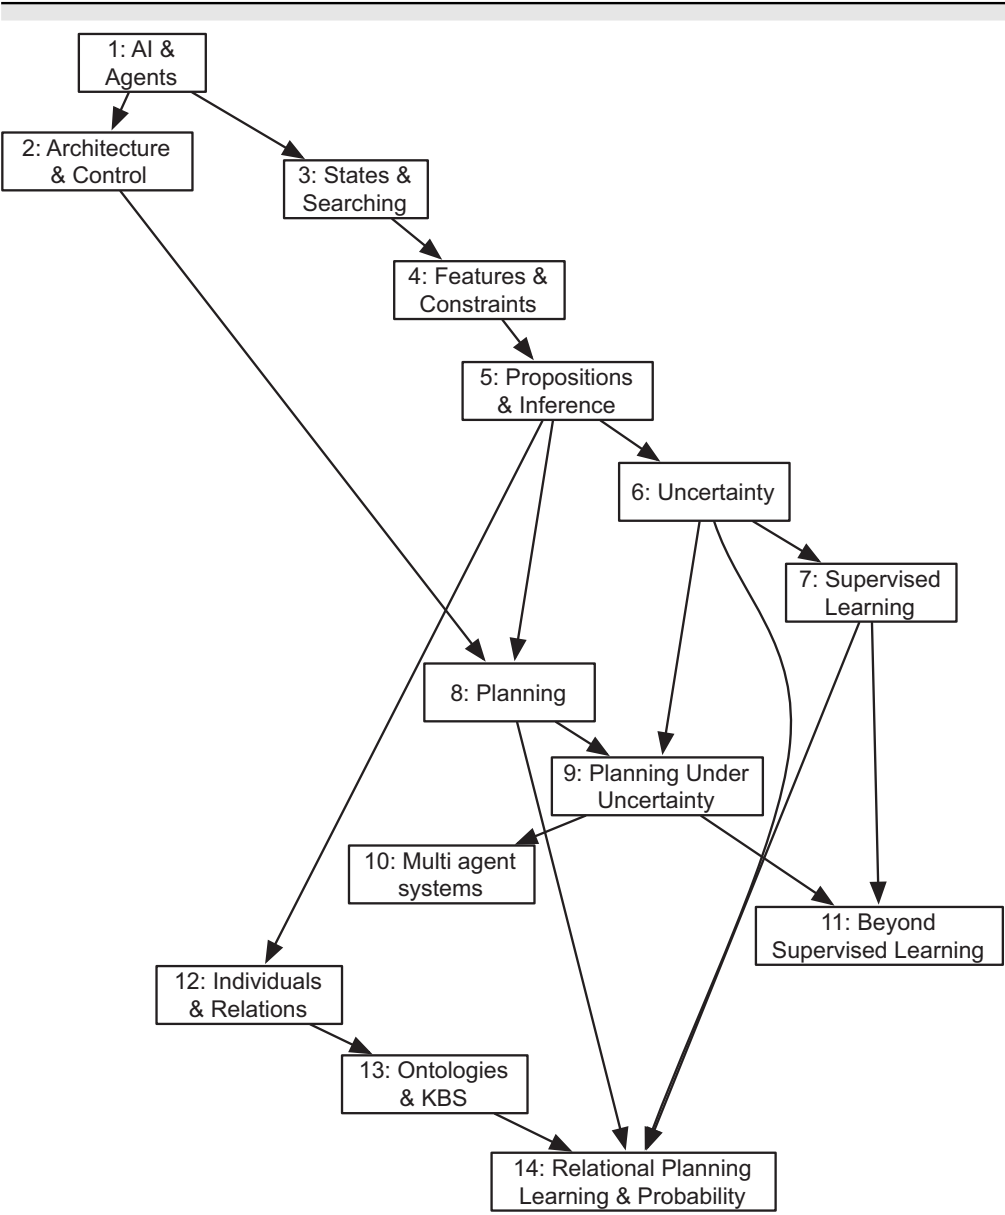 1: AI &
Agents
2: Architecture
& Control
3: States &
Searching
4: Features &
Constraints
5: Propositions
& Inference
6: Uncertainty
7: Supervised
Learning
8: Planning
9: Planning Under
Uncertainty
10: Multi agent
systems
11: Beyond
Supervised Learning
12: Individuals
& Relations
13: Ontologies
& KBS
14: Relational Planning
Learning & Probability